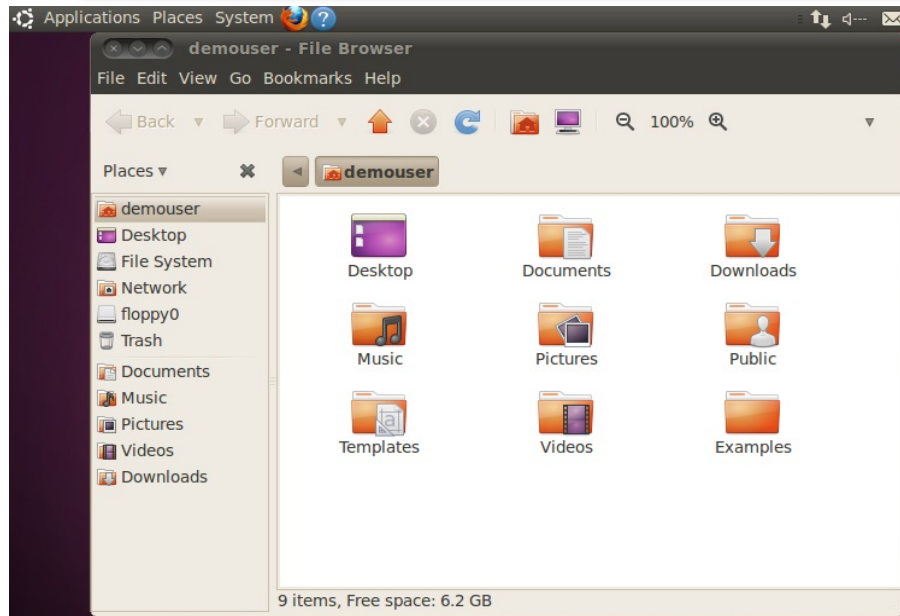 Applications Places System
demouser - File Browser
File Edit View Go Bookmarks Help
Back Forward 100%
Places demouser
demouser
Desktop
File System
Network
floppy0
Trash
Documents
Music
Pictures
Videos
Downloads
Desktop Documents Downloads
Music Pictures Public
Templates Videos Examples
9 items, Free space: 6.2 GB